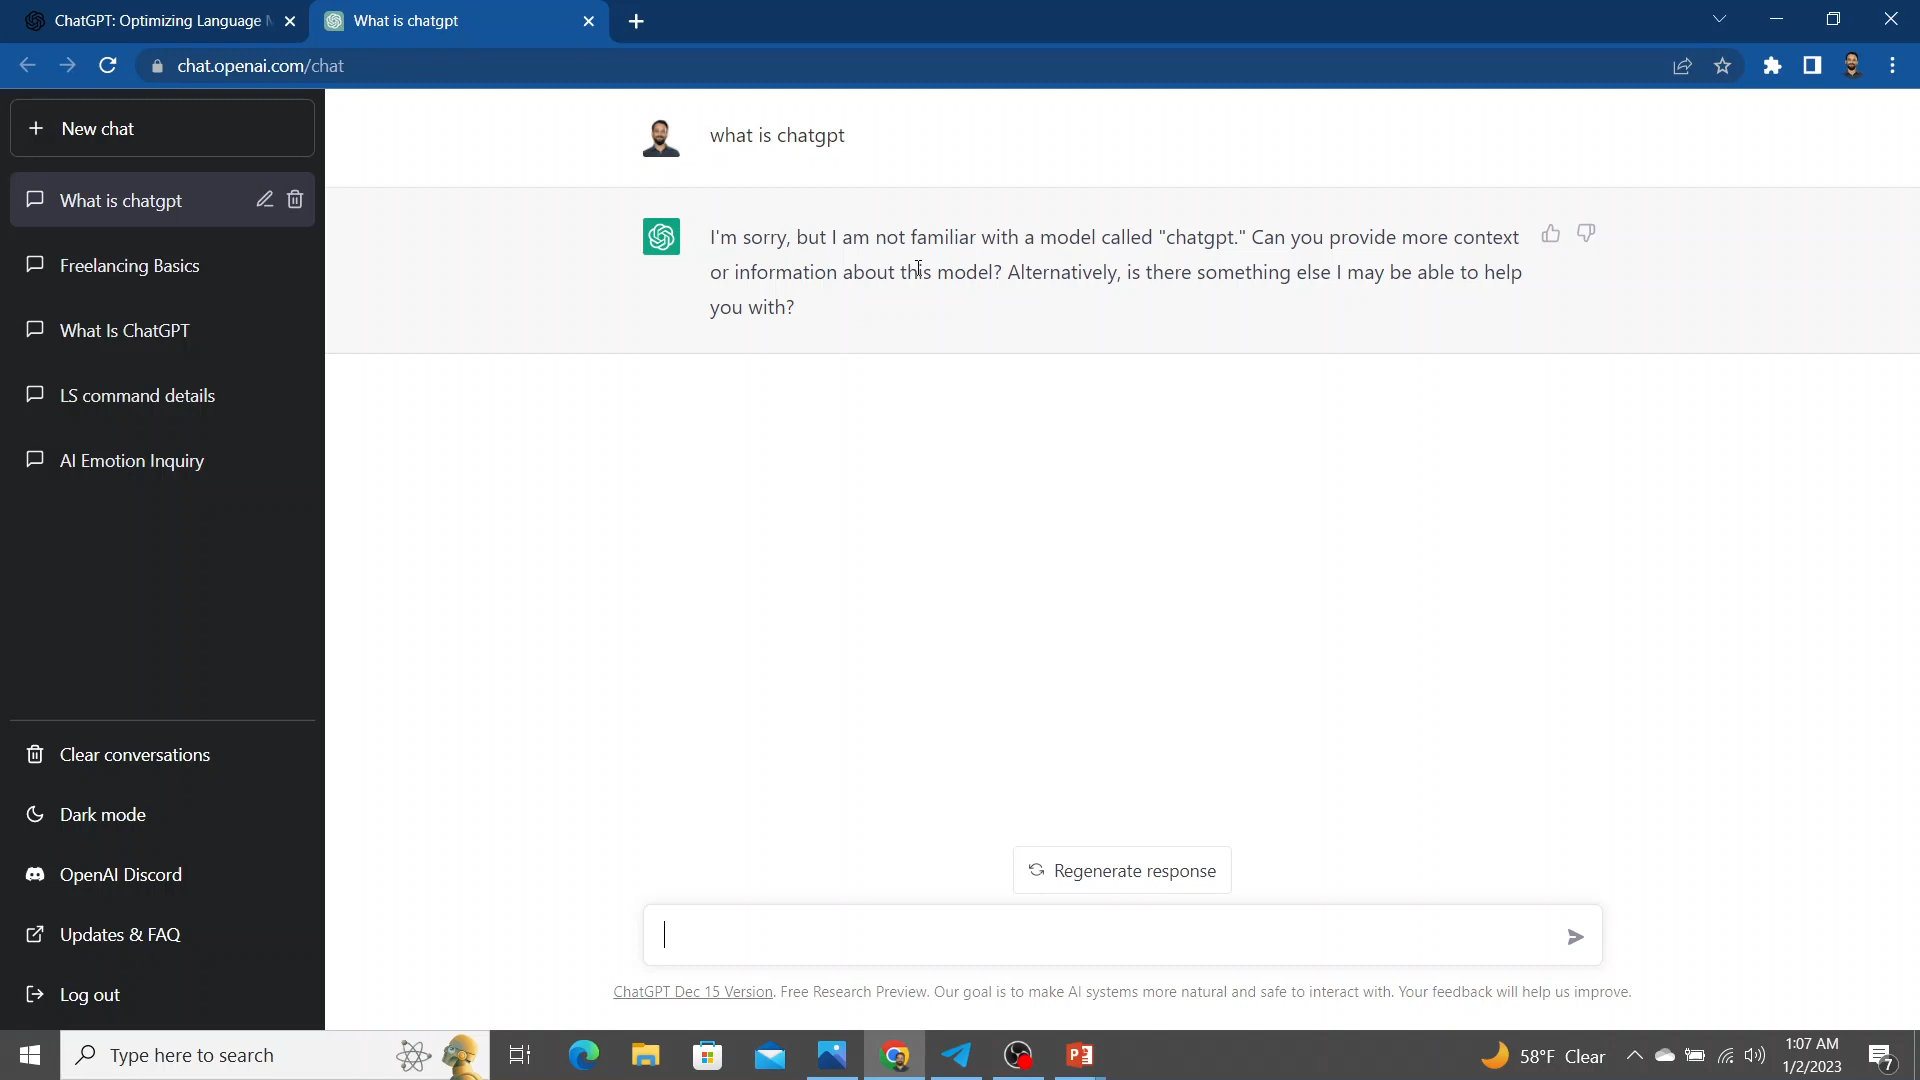 ChatGPT: Optimizing Language M
What is chatgpt
chat.openai.com/chat
New chat
What is chatgpt
Freelancing Basics
What Is ChatGPT
LS command details
AI Emotion Inquiry
Clear conversations
Dark mode
OpenAI Discord
Updates & FAQ
Log out
what is chatgpt
I'm sorry, but I am not familiar with a model called "chatgpt." Can you provide more context
or information about this model? Alternatively, is there something else I may be able to help
you with?
Regenerate response
ChatGPT Dec 15 Version. Free Research Preview. Our goal is to make AI systems more natural and safe to interact with. Your feedback will help us improve.
Type here to search
58°F Clear
1:07 AM
1/2/2023
7